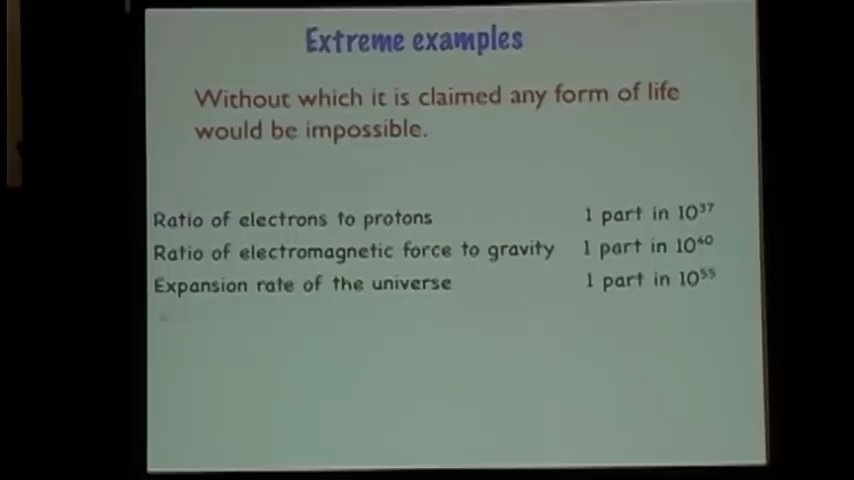 Extreme examples
Without which it is claimed any form of life
would be impossible.
Ratio of electrons to protons 1 part in 10³⁷
Ratio of electromagnetic force to gravity 1 part in 10⁴⁰
Expansion rate of the universe 1 part in 10⁵⁵